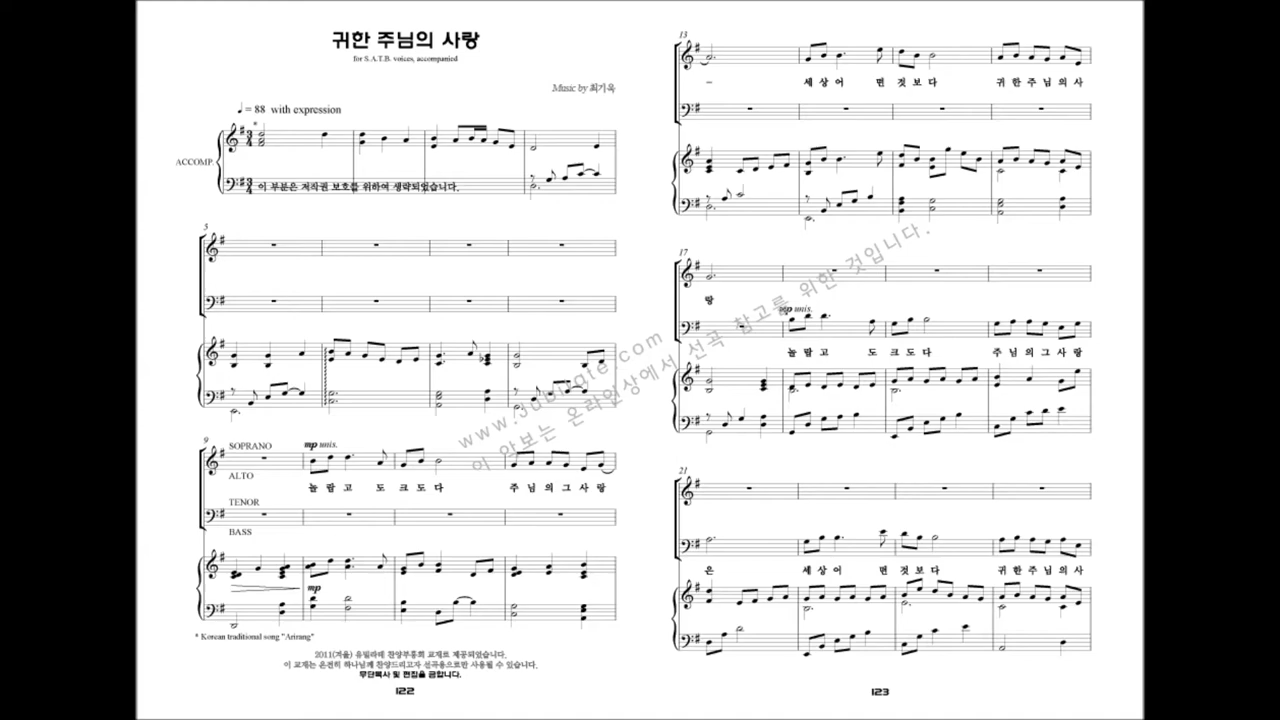 귀한 주님의 사랑
for S.A.T.B. voices, accompanied
Music by 최기욱
♩ = 88 with expression
*
ACCOMP.
이 부분은 저작권 보호를 위하여 생략되었습니다.
5
9
SOPRANO
mp unis.
ALTO
놀 랍 고 도 크 도 다 주 님 의 그 사 랑
TENOR
BASS
mp
* Korean traditional song "Arirang"
2011(겨울) 유빌라테 찬양부흥회 교재로 제공되었습니다.
이 교재는 온전히 하나님께 찬양드리고자 선곡용으로만 사용될 수 있습니다.
무단복사 및 편집을 금합니다.
122
13
세 상 어 떤 것 보 다 귀 한 주 님 의 사
17
랑
mp unis.
놀 랍 고 도 크 도 다 주 님 의 그 사 랑
21
은 세 상 어 떤 것 보 다 귀 한 주 님 의 사
123
www.Jubilate.com
이 악보는 온라인상에서 선곡 참고를 위한 것입니다.